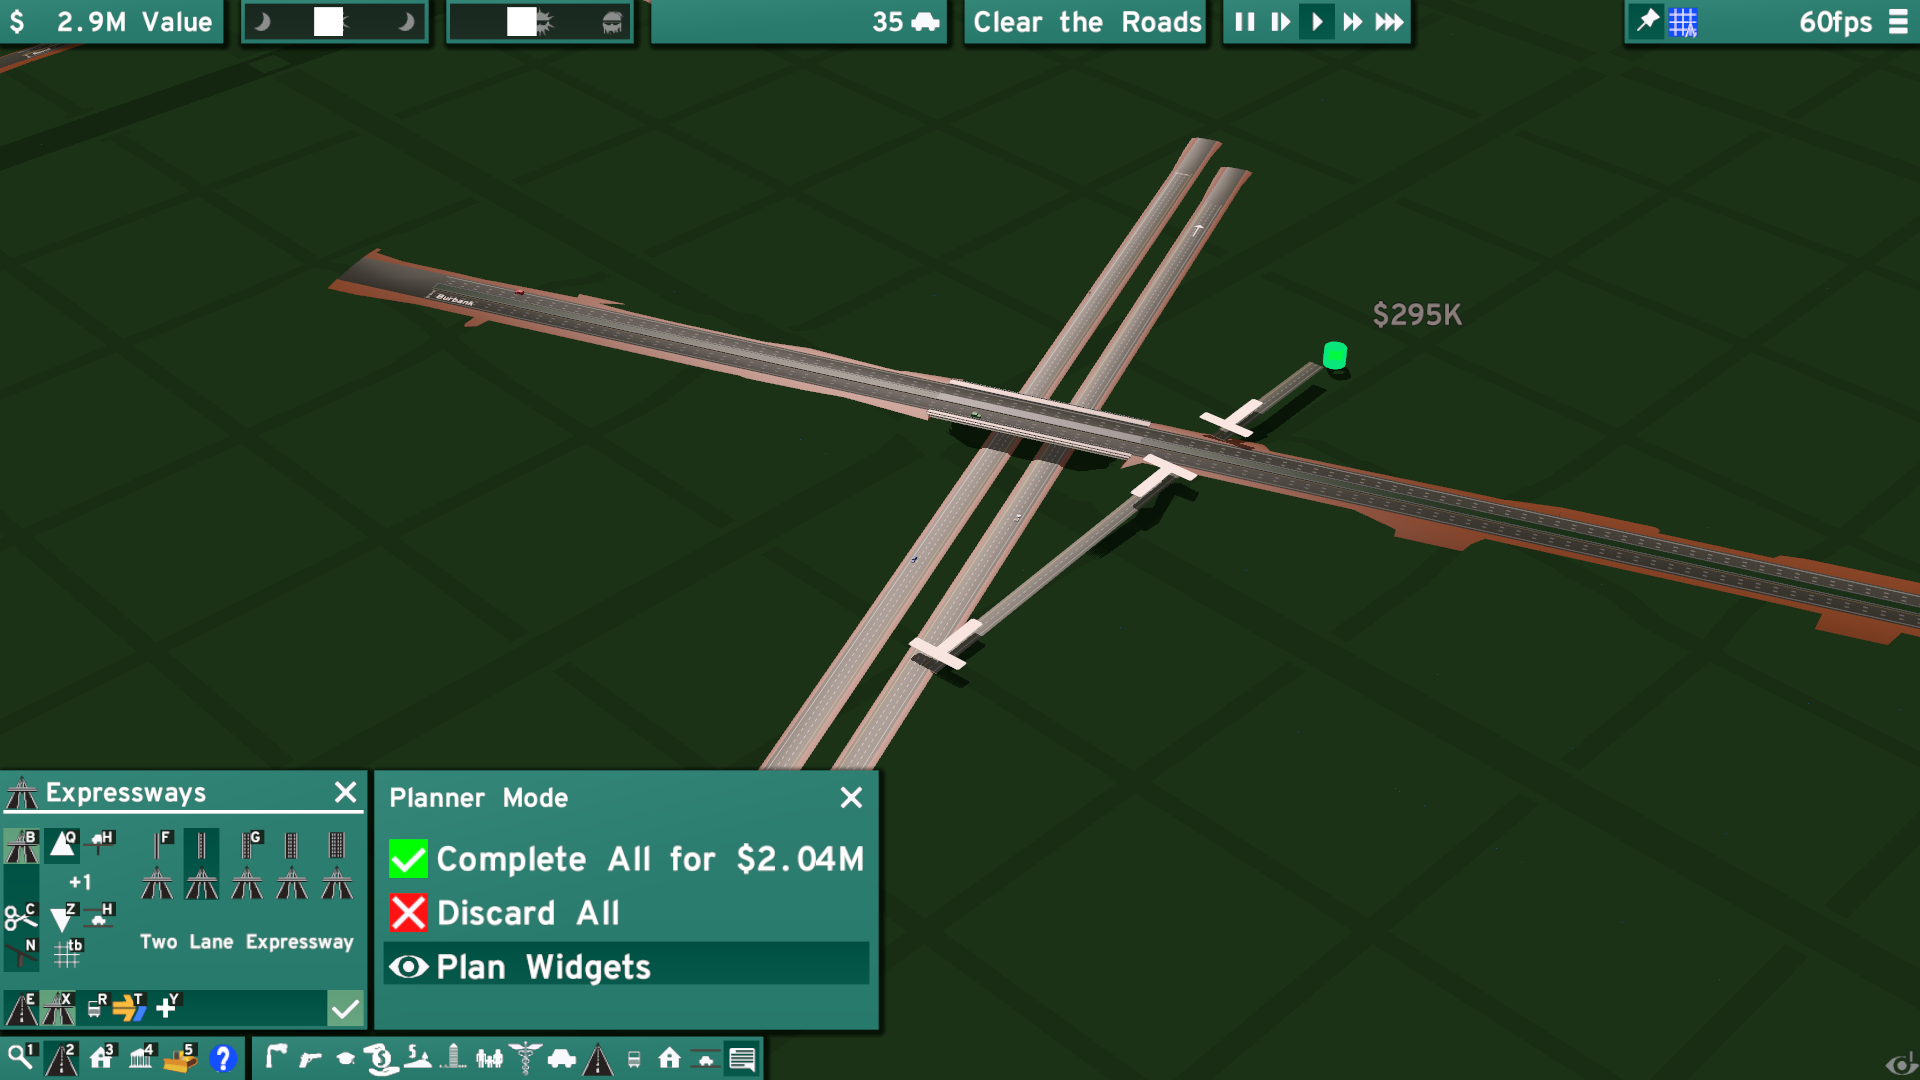 $ 2.9M Value
35
Clear the Roads
60fps
Burbank
$295K
Expressways
B
Q
H
F
G
+1
C
Z
H
N
tb
Two Lane Expressway
E
X
R
T
Y
Planner Mode
Complete All for $2.04M
Discard All
Plan Widgets
1
2
3
4
5
?